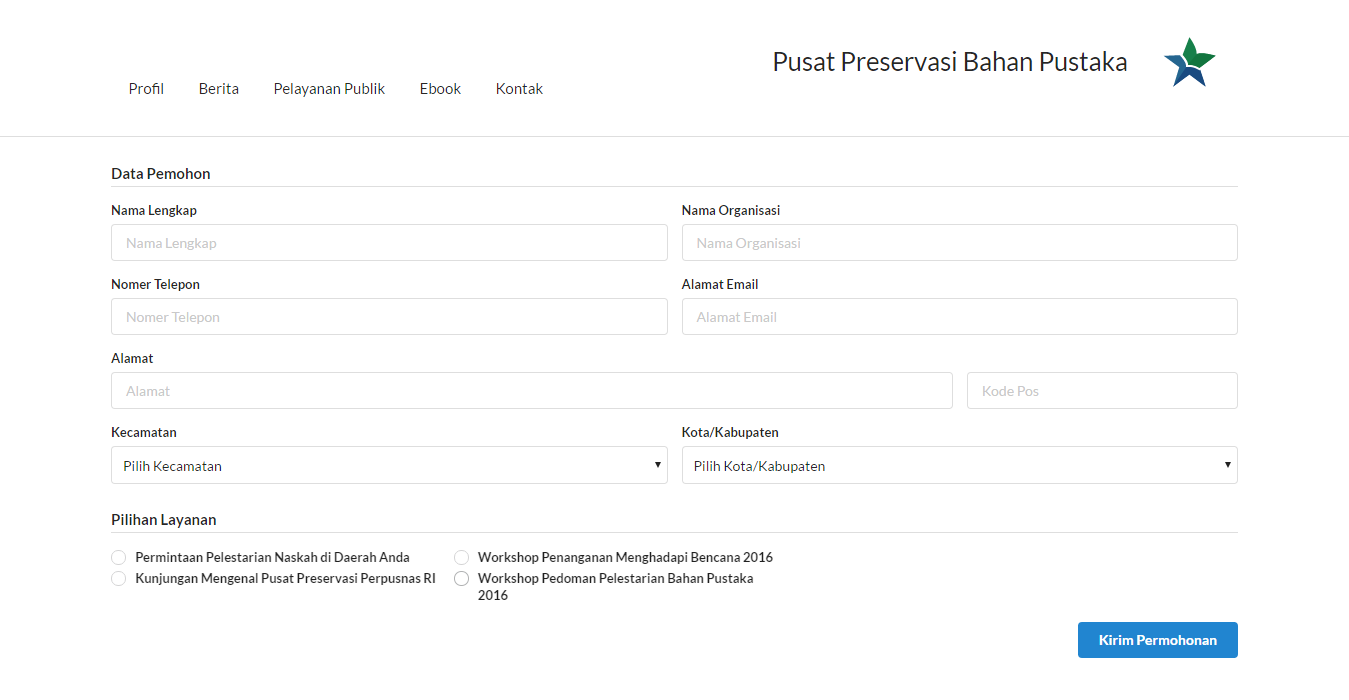 Pusat Preservasi Bahan Pustaka
Profil Berita Pelayanan Publik Ebook Kontak
Data Pemohon
Nama Lengkap Nama Organisasi
Nama Lengkap Nama Organisasi
Nomer Telepon Alamat Email
Nomer Telepon Alamat Email
Alamat
Alamat Kode Pos
Kecamatan Kota/Kabupaten
Pilih Kecamatan Pilih Kota/Kabupaten
Pilihan Layanan
Permintaan Pelestarian Naskah di Daerah Anda Workshop Penanganan Menghadapi Bencana 2016
Kunjungan Mengenal Pusat Preservasi Perpusnas RI Workshop Pedoman Pelestarian Bahan Pustaka
2016
Kirim Permohonan